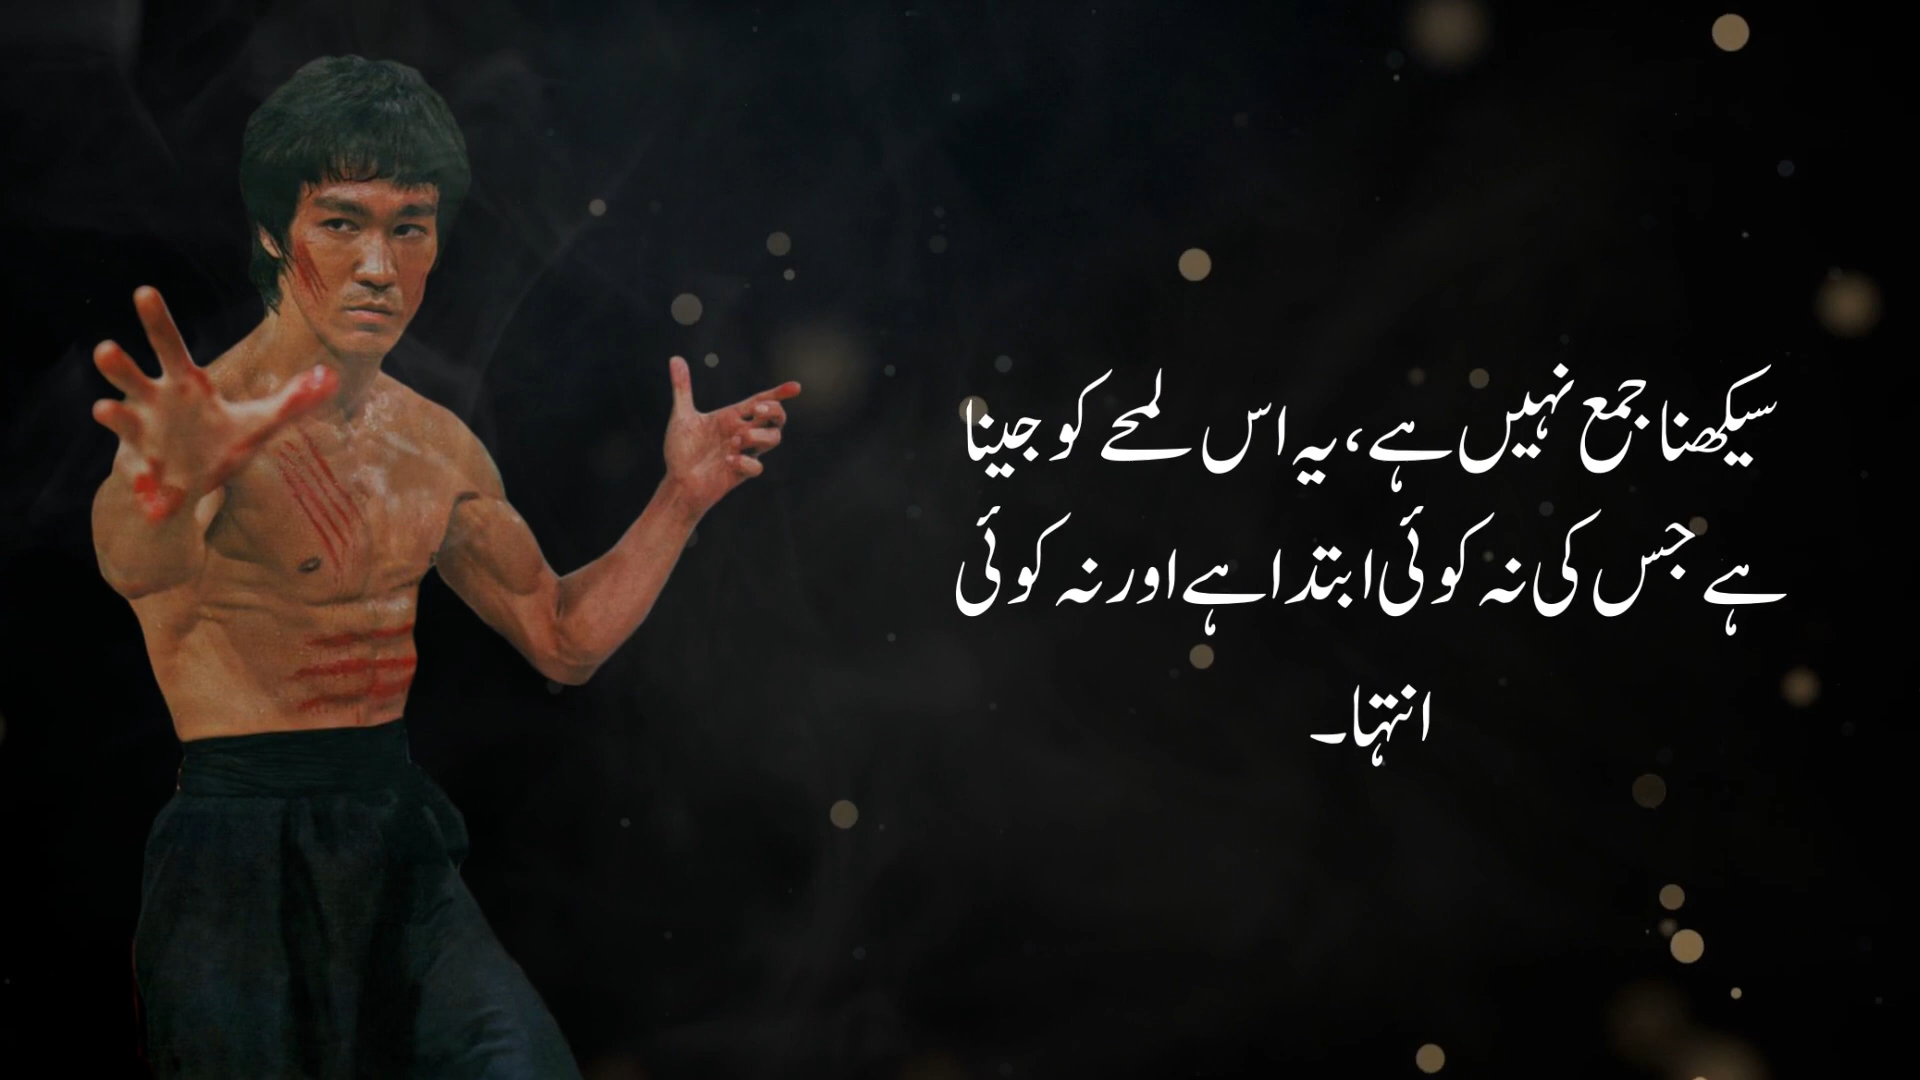 سیکھنا جمع نہیں ہے، یہ اس لمحے کو جینا
ہے جس کی نہ کوئی ابتدا ہے اور نہ کوئی
انتہا۔